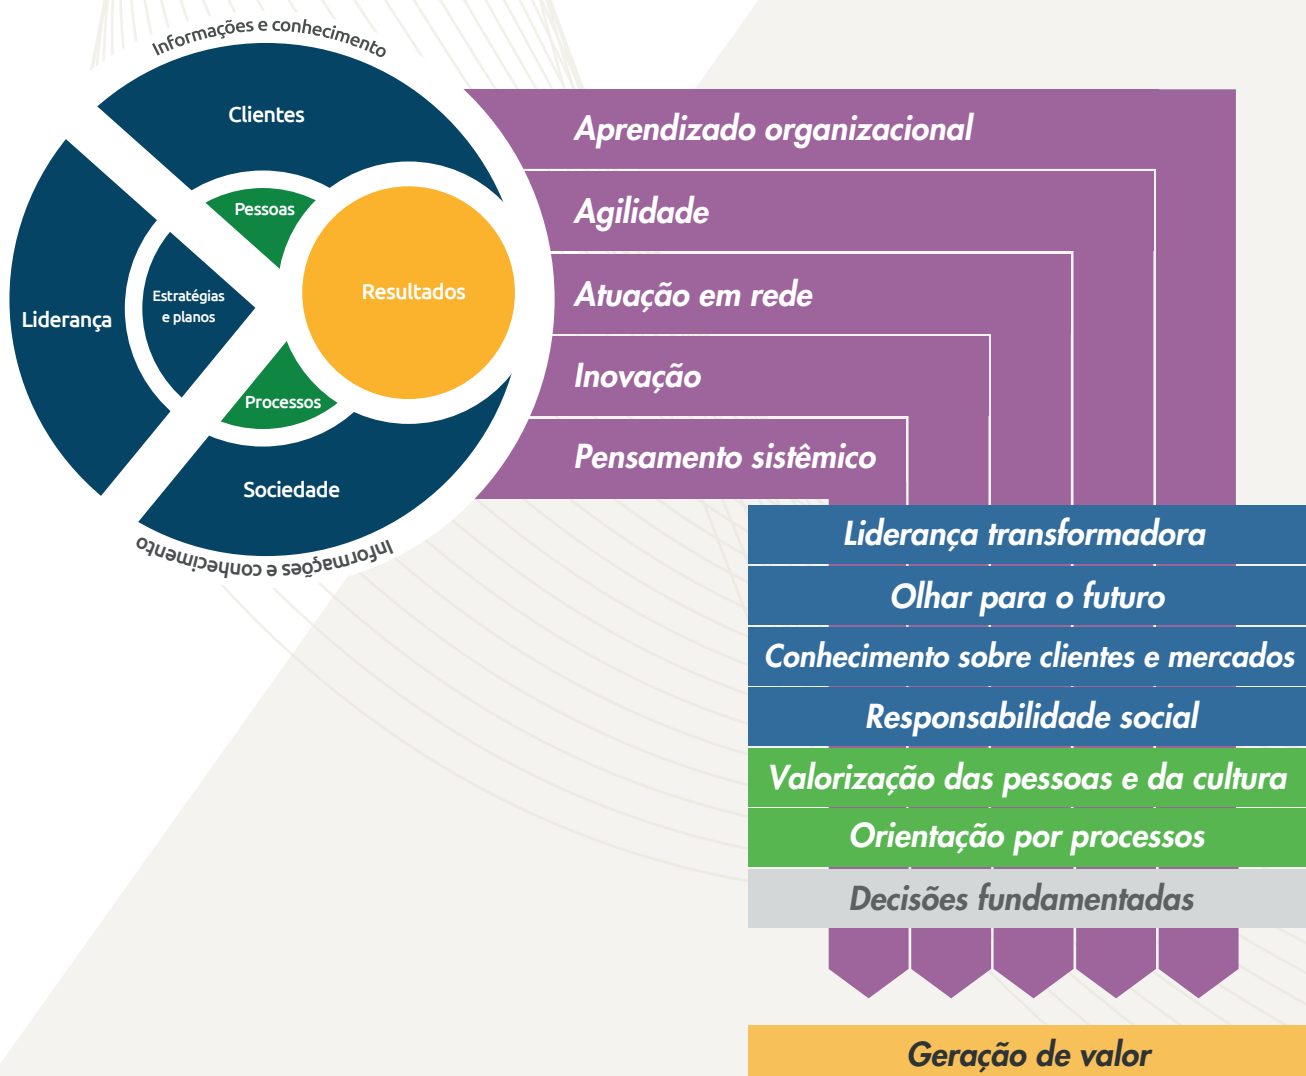 Informações e conhecimento
Clientes
Pessoas
Liderança
Estratégias
e planos
Resultados
Processos
Sociedade
Informações e conhecimento
Aprendizado organizacional
Agilidade
Atuação em rede
Inovação
Pensamento sistêmico
Liderança transformadora
Olhar para o futuro
Conhecimento sobre clientes e mercados
Responsabilidade social
Valorização das pessoas e da cultura
Orientação por processos
Decisões fundamentadas
Geração de valor